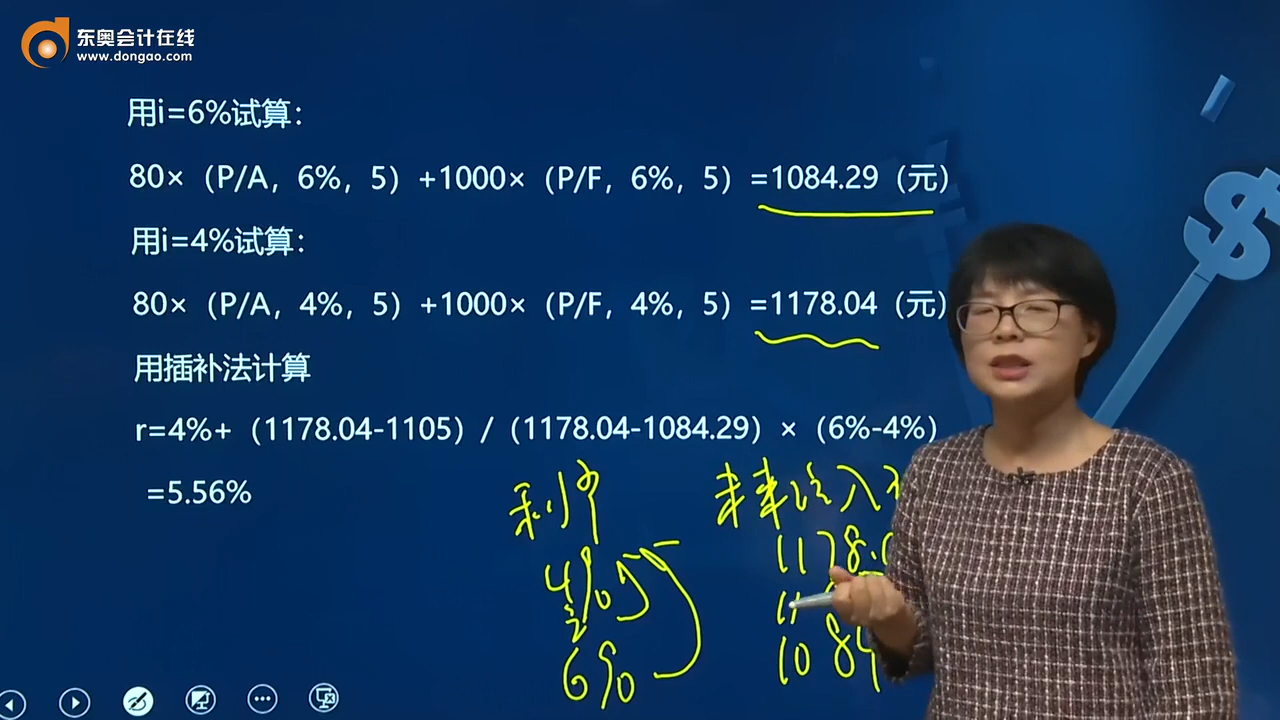 东奥会计在线
www.dongao.com
用i=6%试算：
80×（P/A，6%，5）+1000×（P/F，6%，5）=1084.29（元）
用i=4%试算：
80×（P/A，4%，5）+1000×（P/F，4%，5）=1178.04（元）
用插补法计算
r=4%+（1178.04-1105）/（1178.04-1084.29）×（6%-4%）
=5.56%
利率
1178.0
4%
6%
1084